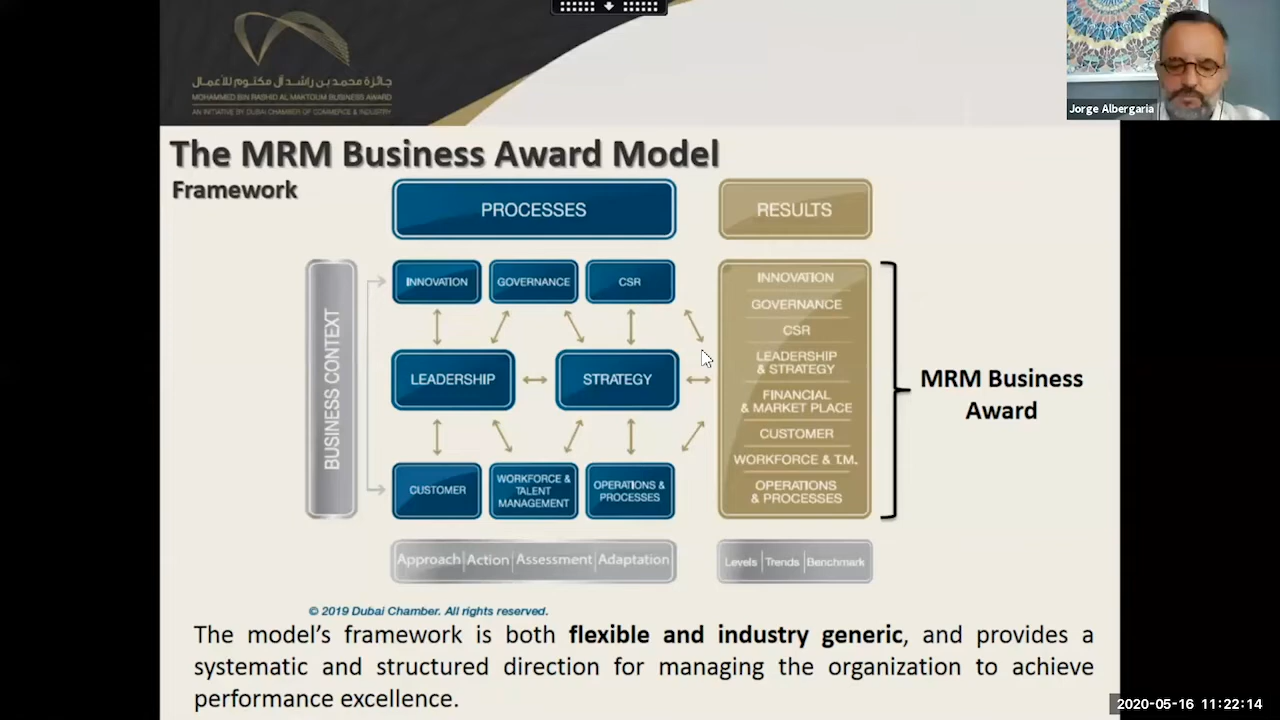 جائزة محمد بن راشد آل مكتوم للأعمال
MOHAMMED BIN RASHID AL MAKTOUM BUSINESS AWARD
AN INITIATIVE BY DUBAI CHAMBER OF COMMERCE & INDUSTRY
Jorge Albergaria
The MRM Business Award Model
Framework
PROCESSES
RESULTS
BUSINESS CONTEXT
INNOVATION
GOVERNANCE
CSR
LEADERSHIP
STRATEGY
CUSTOMER
WORKFORCE &
TALENT
MANAGEMENT
OPERATIONS &
PROCESSES
INNOVATION
GOVERNANCE
CSR
LEADERSHIP
& STRATEGY
FINANCIAL
& MARKET PLACE
CUSTOMER
WORKFORCE & T.M.
OPERATIONS
& PROCESSES
MRM Business
Award
Approach Action Assessment Adaptation
Levels Trends Benchmark
© 2019 Dubai Chamber. All rights reserved.
The model's framework is both flexible and industry generic, and provides a
systematic and structured direction for managing the organization to achieve
performance excellence.
2020-05-16 11:22:14